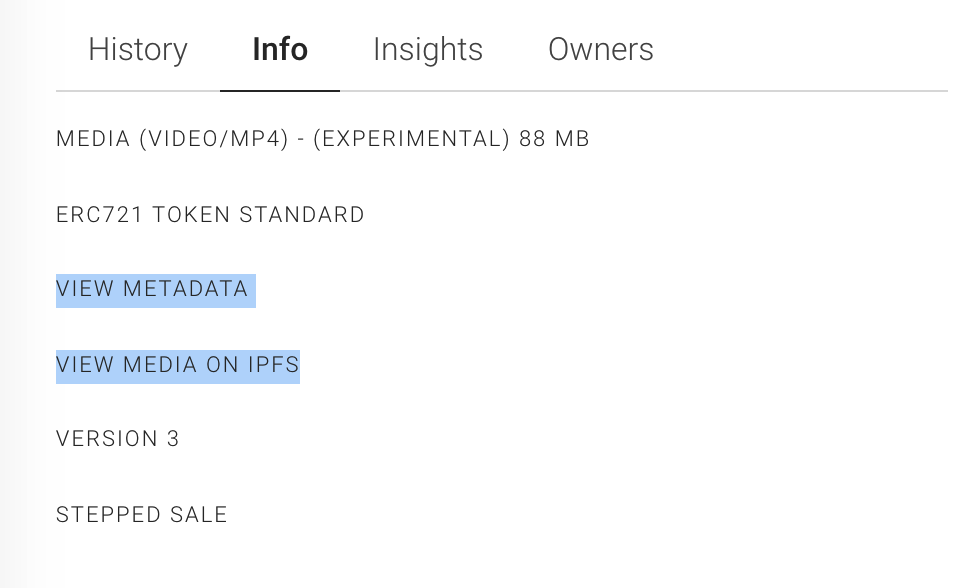 History Info Insights Owners
MEDIA (VIDEO/MP4) - (EXPERIMENTAL) 88 MB
ERC721 TOKEN STANDARD
VIEW METADATA
VIEW MEDIA ON IPFS
VERSION 3
STEPPED SALE